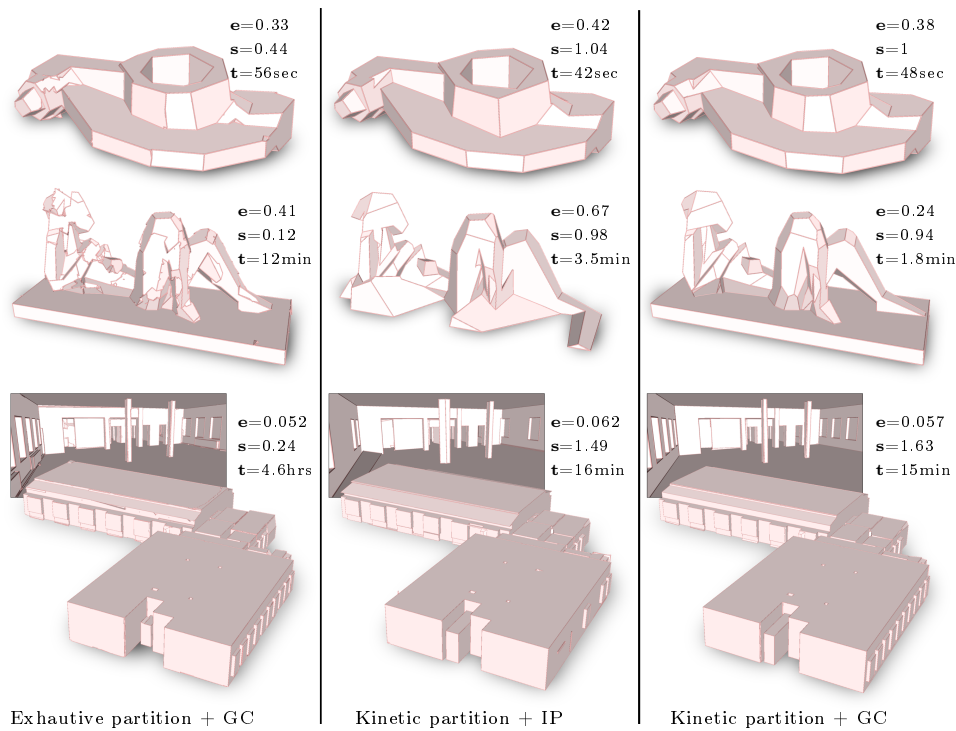 e=0.33
s=0.44
t=56sec
e=0.42
s=1.04
t=42sec
e=0.38
s=1
t=48sec
e=0.41
s=0.12
t=12min
e=0.67
s=0.98
t=3.5min
e=0.24
s=0.94
t=1.8min
e=0.052
s=0.24
t=4.6hrs
e=0.062
s=1.49
t=16min
e=0.057
s=1.63
t=15min
Exhautive partition + GC
Kinetic partition + IP
Kinetic partition + GC